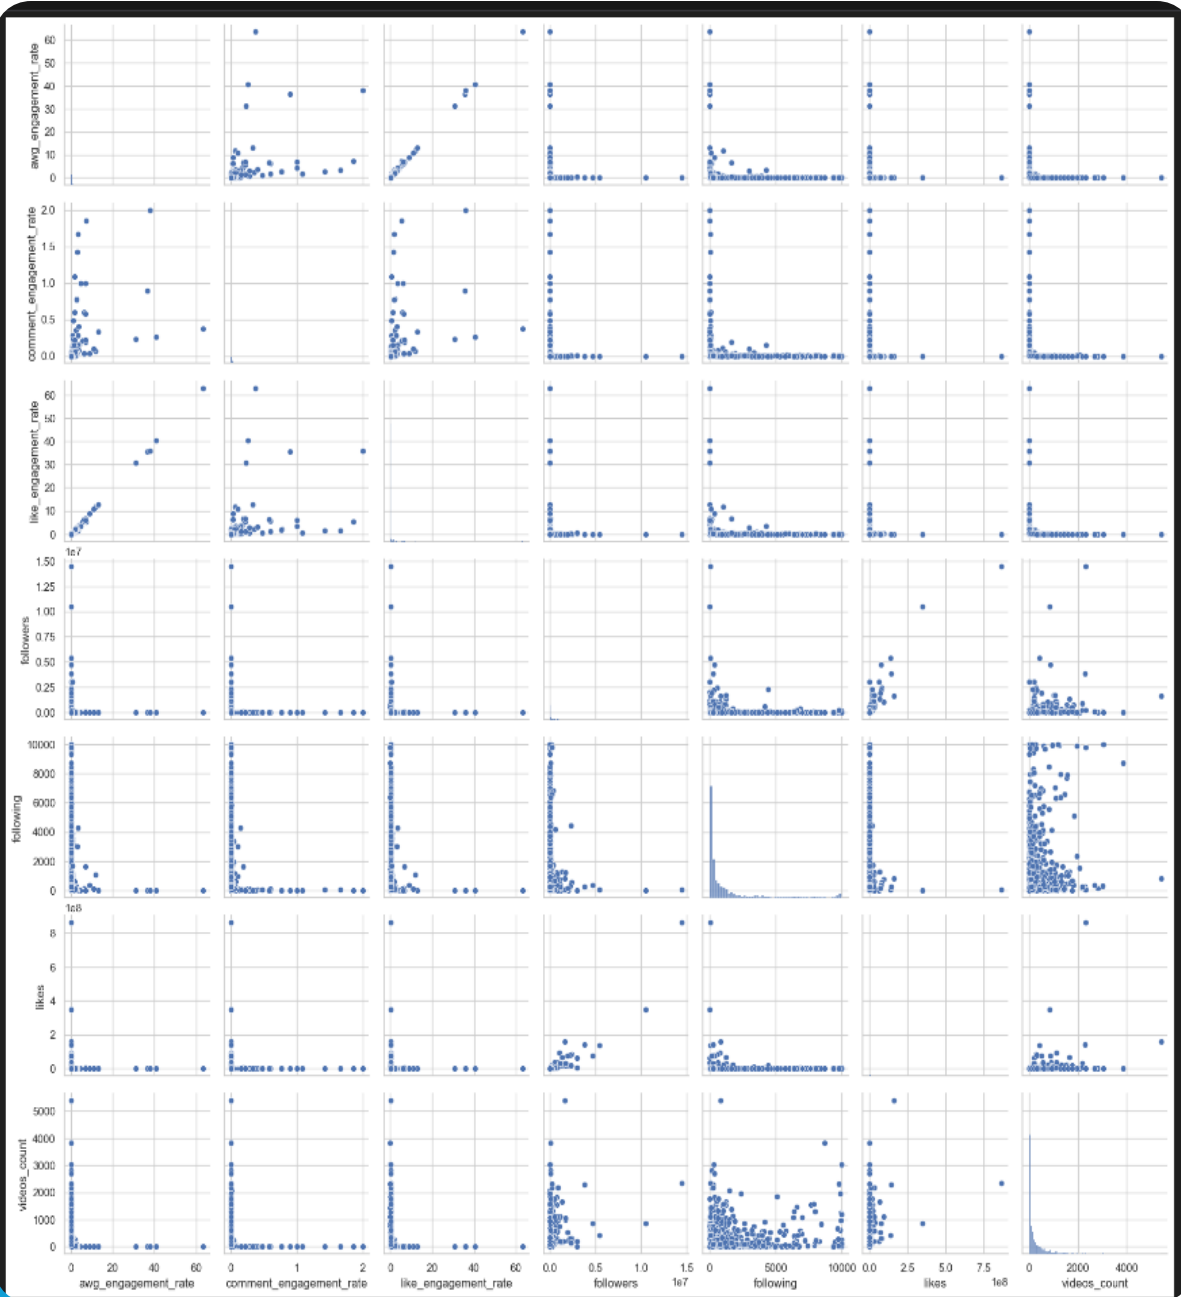 60
50
40
30
20
10
0
awg_engagement_rate
2.0
1.5
1.0
0.5
0.0
comment_engagement_rate
60
50
40
30
20
10
0
like_engagement_rate
1e7
1.50
1.25
1.00
0.75
0.50
0.25
0.00
followers
10000
8000
6000
4000
2000
0
following
1e8
8
6
4
2
0
likes
5000
4000
3000
2000
1000
0
videos_count
0 20 40 60
awg_engagement_rate
0 1 2
comment_engagement_rate
0 20 40 60
like_engagement_rate
0.0 0.5 1.0 1.5
followers 1e7
0 5000 10000
following
0.0 2.5 5.0 7.5
likes 1e8
0 2000 4000
videos_count